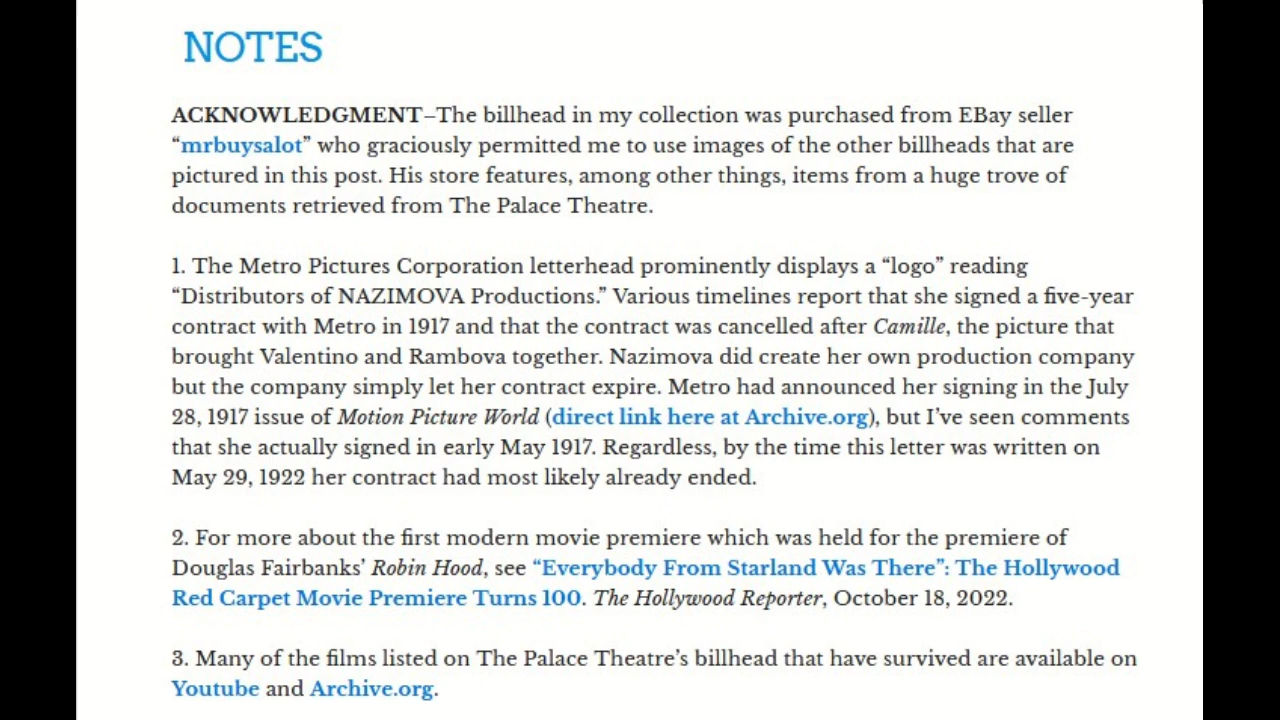 NOTES
ACKNOWLEDGMENT–The billhead in my collection was purchased from EBay seller
“mrbuysalot” who graciously permitted me to use images of the other billheads that are
pictured in this post. His store features, among other things, items from a huge trove of
documents retrieved from The Palace Theatre.
1. The Metro Pictures Corporation letterhead prominently displays a “logo” reading
“Distributors of NAZIMOVA Productions.” Various timelines report that she signed a five-year
contract with Metro in 1917 and that the contract was cancelled after Camille, the picture that
brought Valentino and Rambova together. Nazimova did create her own production company
but the company simply let her contract expire. Metro had announced her signing in the July
28, 1917 issue of Motion Picture World (direct link here at Archive.org), but I’ve seen comments
that she actually signed in early May 1917. Regardless, by the time this letter was written on
May 29, 1922 her contract had most likely already ended.
2. For more about the first modern movie premiere which was held for the premiere of
Douglas Fairbanks’ Robin Hood, see “Everybody From Starland Was There”: The Hollywood
Red Carpet Movie Premiere Turns 100. The Hollywood Reporter, October 18, 2022.
3. Many of the films listed on The Palace Theatre’s billhead that have survived are available on
Youtube and Archive.org.